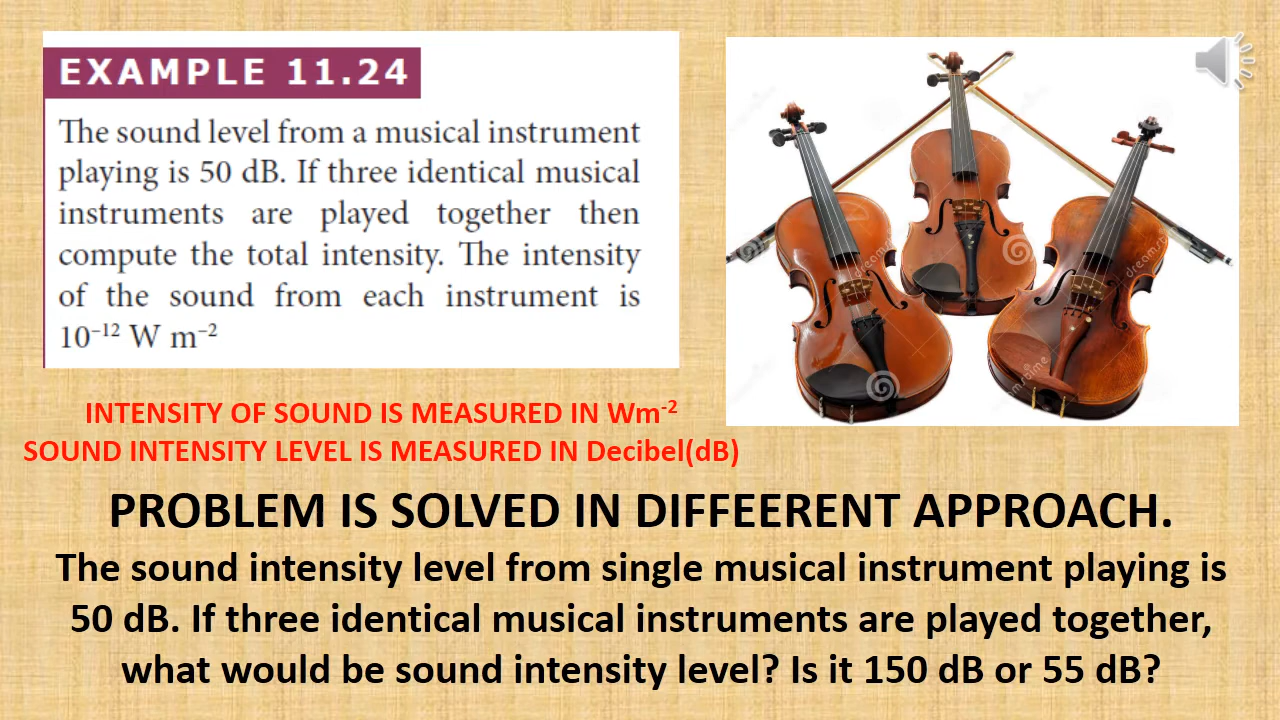 EXAMPLE 11.24
The sound level from a musical instrument
playing is 50 dB. If three identical musical
instruments are played together then
compute the total intensity. The intensity
of the sound from each instrument is
10⁻¹² W m⁻²
INTENSITY OF SOUND IS MEASURED IN Wm⁻²
SOUND INTENSITY LEVEL IS MEASURED IN Decibel(dB)
PROBLEM IS SOLVED IN DIFFEERENT APPROACH.
The sound intensity level from single musical instrument playing is
50 dB. If three identical musical instruments are played together,
what would be sound intensity level? Is it 150 dB or 55 dB?